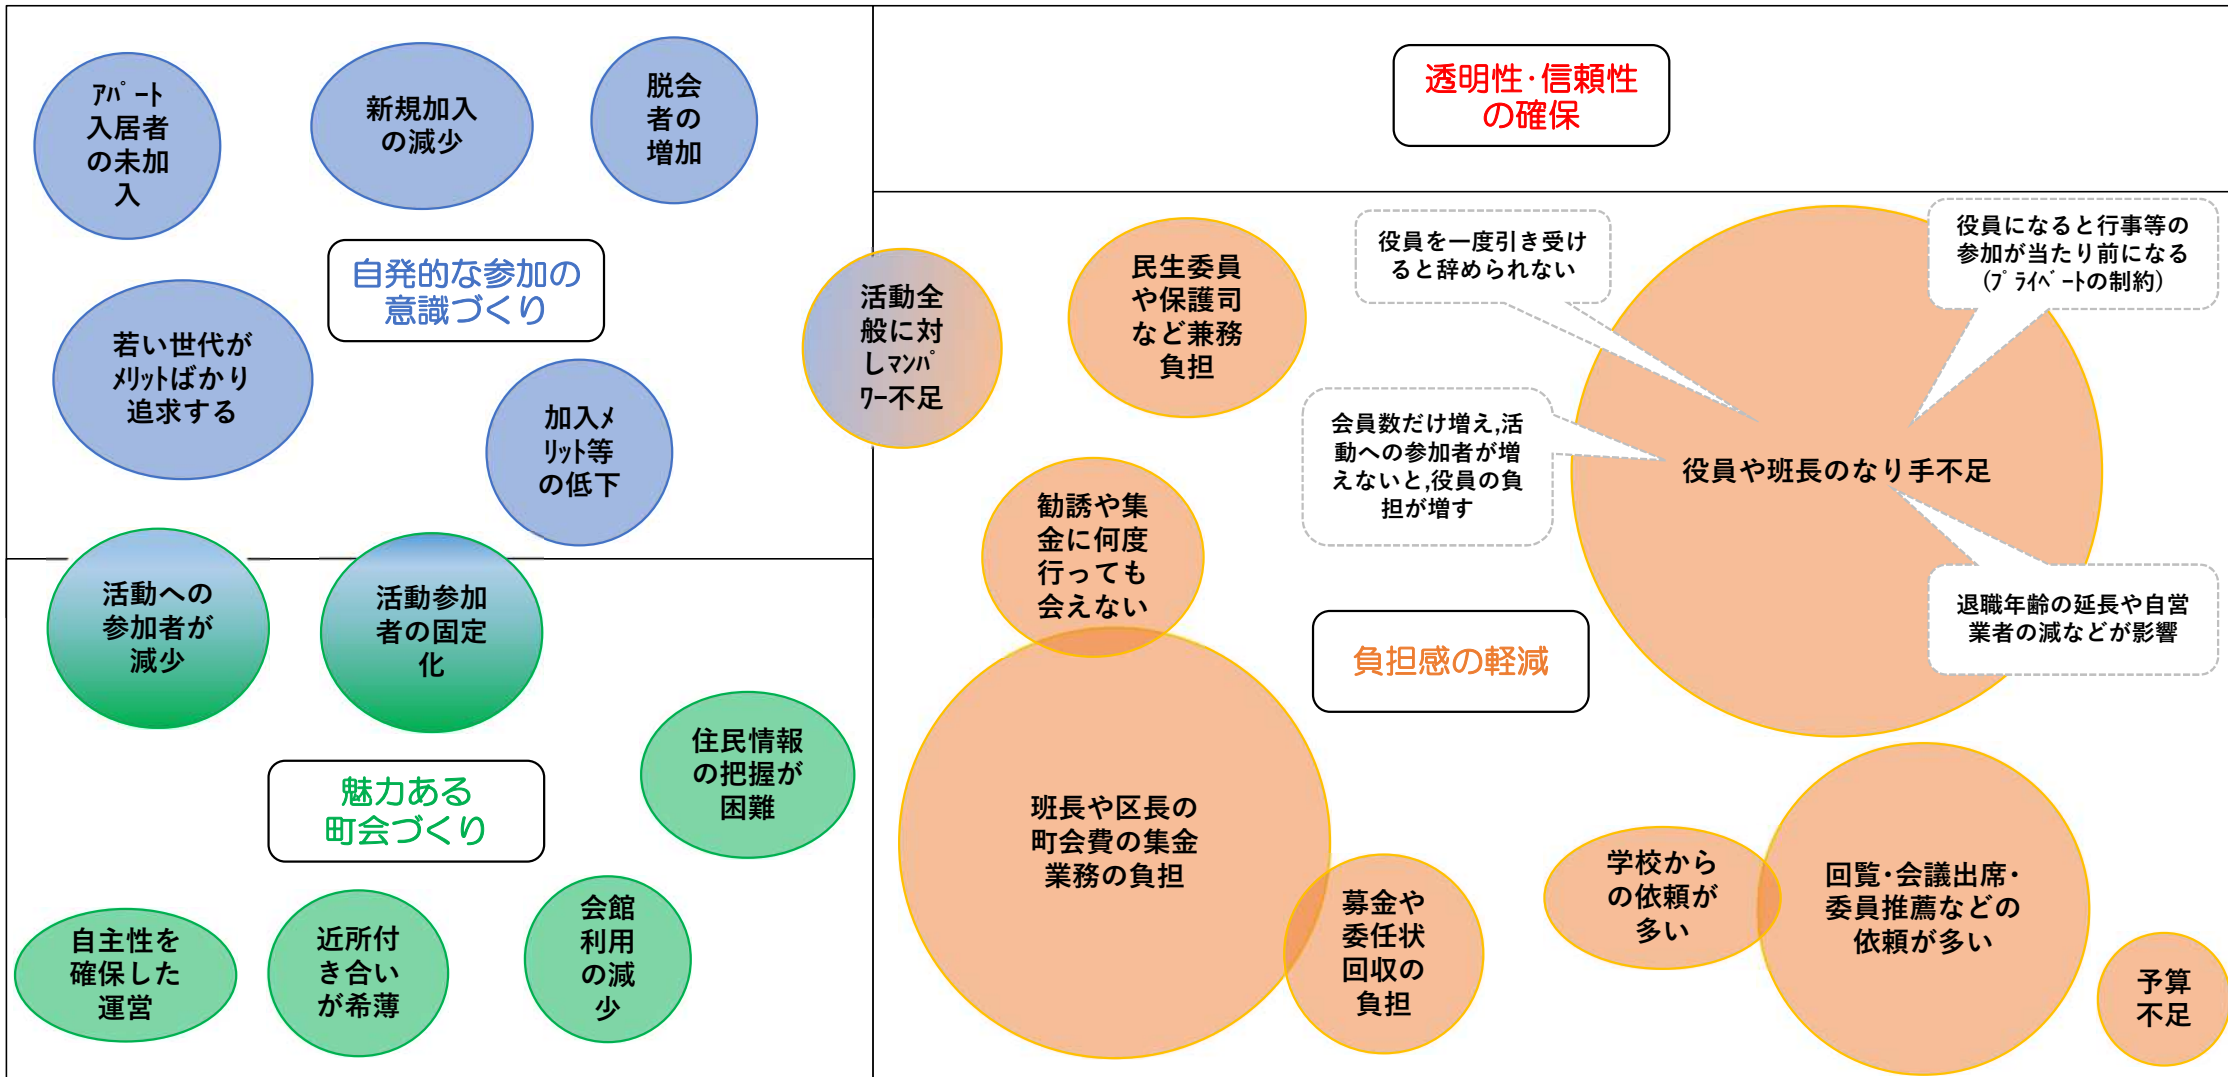 ｱﾊﾟｰﾄ
入居者
の未加
入
新規加入
の減少
脱会
者の
増加
自発的な参加の
意識づくり
若い世代が
ﾒﾘｯﾄばかり
追求する
加入ﾒ
ﾘｯﾄ等
の低下
活動への
参加者が
減少
活動参加
者の固定
化
魅力ある
町会づくり
住民情報
の把握が
困難
自主性を
確保した
運営
近所付
き合い
が希薄
会館
利用
の減
少
透明性･信頼性
の確保
活動全
般に対
しﾏﾝﾊﾟ
ﾜｰ不足
民生委員
や保護司
など兼務
負担
役員を一度引き受け
ると辞められない
役員になると行事等の
参加が当たり前になる
(ﾌﾟﾗｲﾍﾞｰﾄの制約)
会員数だけ増え,活
動への参加者が増
えないと,役員の負
担が増す
役員や班長のなり手不足
退職年齢の延長や自営
業者の減などが影響
勧誘や集
金に何度
行っても
会えない
負担感の軽減
班長や区長の
町会費の集金
業務の負担
募金や
委任状
回収の
負担
学校から
の依頼が
多い
回覧･会議出席･
委員推薦などの
依頼が多い
予算
不足